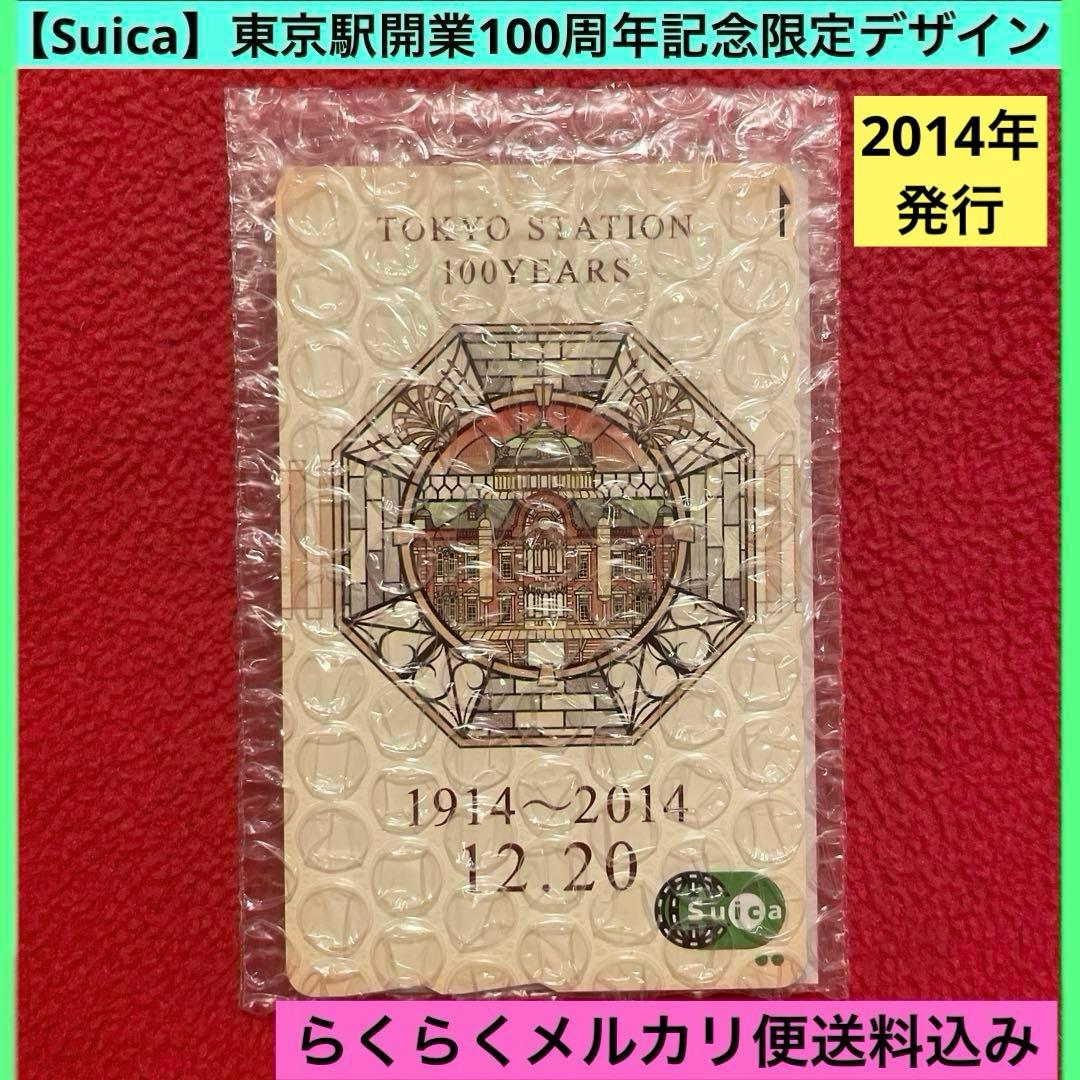 【Suica】東京駅開業100周年記念限定デザイン
2014年
発行
TOKYO STATION
100YEARS
1914～2014
12.20
Suica
らくらくメルカリ便送料込み